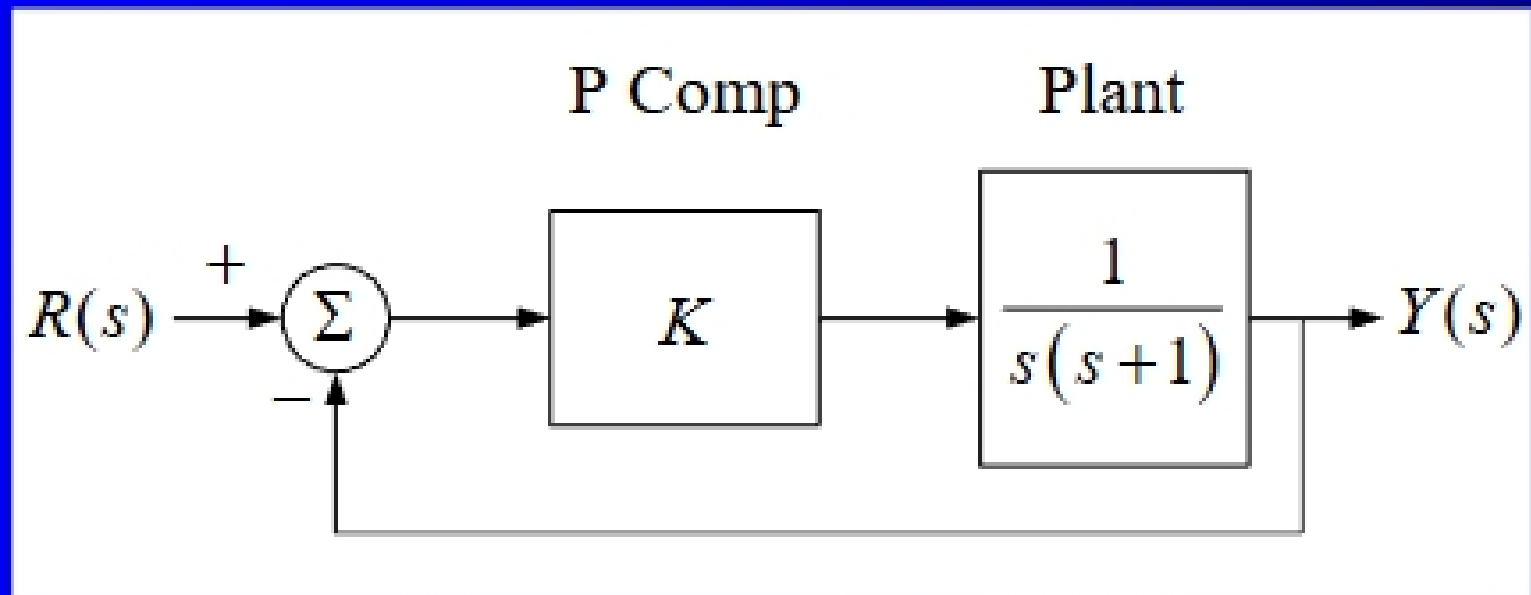 P Comp Plant
R(s) + Σ − K 1 Y(s)
s(s+1)